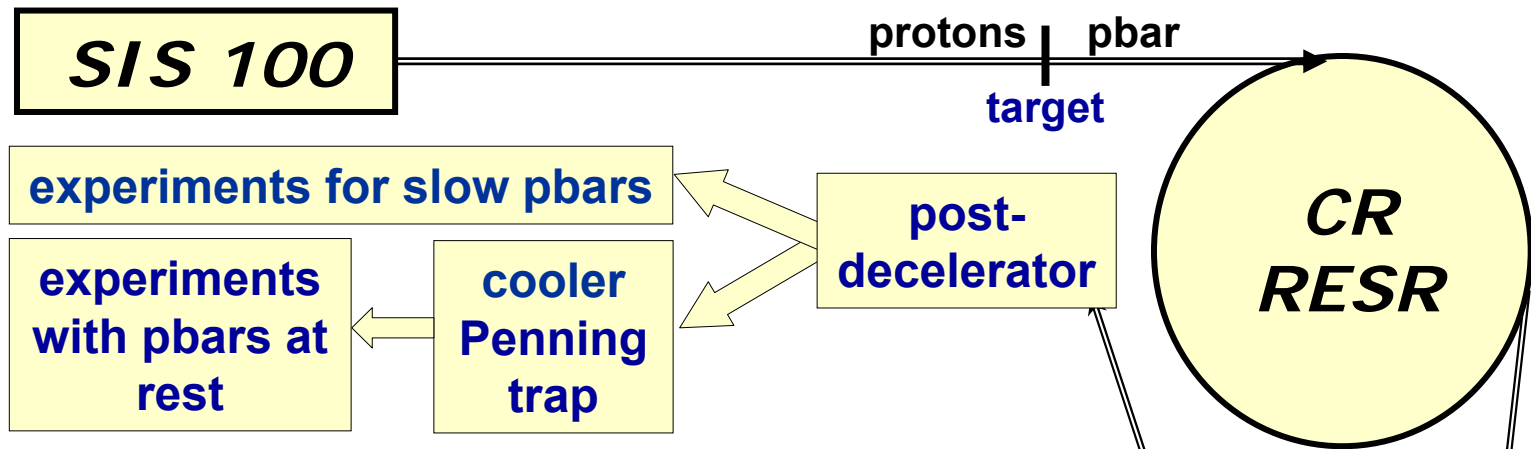 SIS 100
protons
pbar
target
CR
RESR
experiments for slow pbars
post-
decelerator
cooler
Penning
trap
experiments
with pbars at
rest